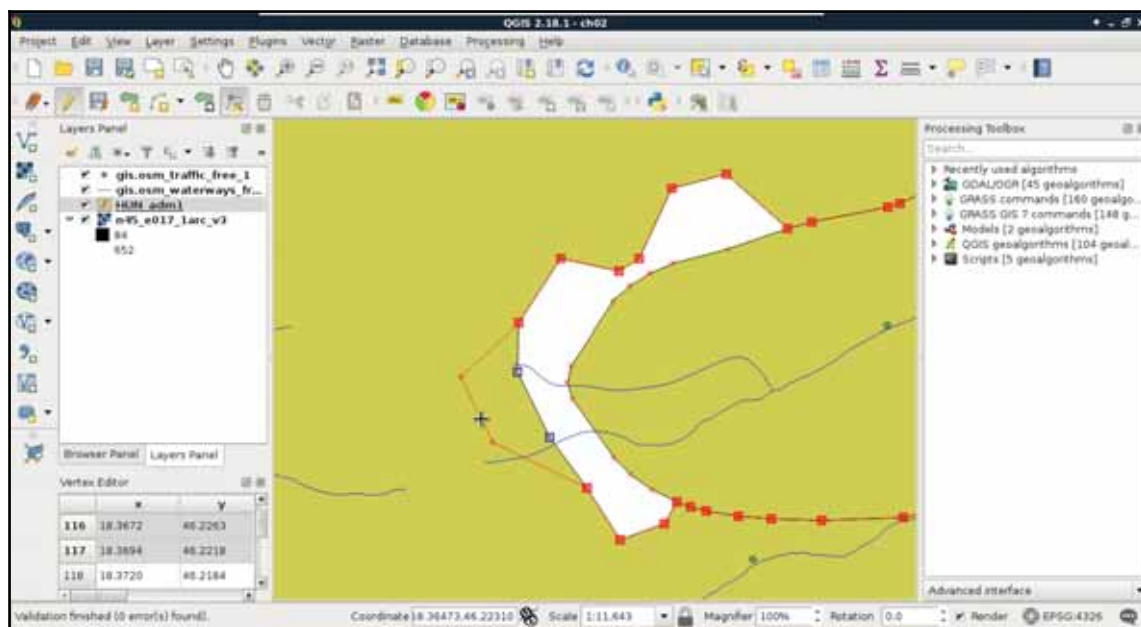 QGIS 2.18.1 - ch02
Project Edit View Layer Settings Plugins Vector Raster Database Processing Help
Layers Panel
gis.osm_traffic_free_1
gis.osm_waterways_fr...
HUN_adm1
n45_e017_1arc_v3
84
652
Browser Panel Layers Panel
Vertex Editor
x y
116 18.3672 46.2263
117 18.3694 46.2218
118 18.3720 46.2184
Processing Toolbox
Search...
Recently used algorithms
GDAL/OGR [45 geoalgorithms]
GRASS commands [160 geoalgo...
GRASS GIS 7 commands [148 g...
Models [2 geoalgorithms]
QGIS geoalgorithms [104 geoal...
Scripts [5 geoalgorithms]
Advanced interface
Validation finished (0 error(s) found).
Coordinate 18.36473,46.22310 Scale 1:11,643 Magnifier 100% Rotation 0.0 Render EPSG:4326